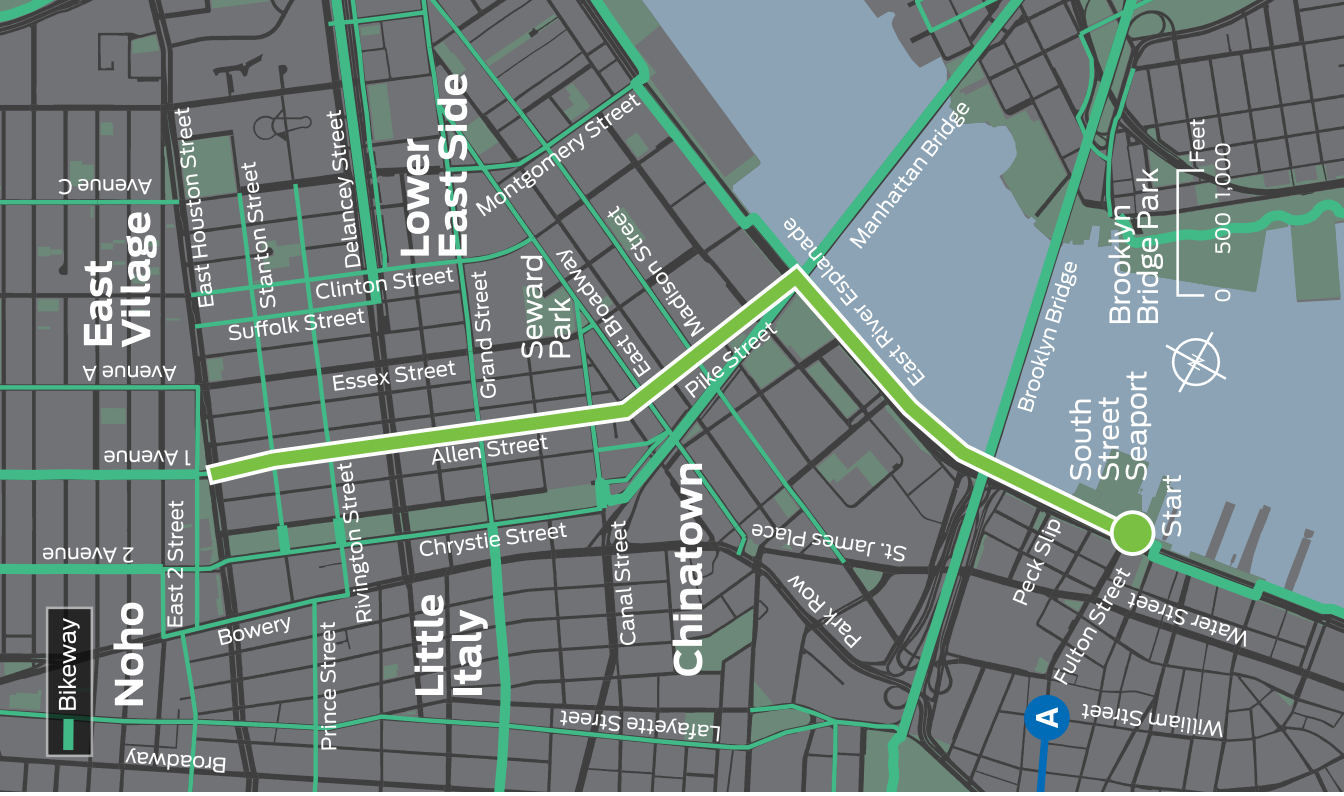 Avenue C
East Houston Street
Stanton Street
Delancey Street
Lower
East Side
Montgomery Street
Manhattan Bridge
Feet
0
500
1,000
East
Village
Clinton Street
Suffolk Street
Essex Street
Grand Street
Seward
Park
East Broadway
Madison Street
East River Esplanade
Pike Street
Brooklyn Bridge
Brooklyn
Bridge Park
Avenue A
1 Avenue
2 Avenue
Allen Street
South
Street
Seaport
Start
East 2 Street
Rivington Street
Chrystie Street
Canal Street
Chinatown
St. James Place
Park Row
Peck Slip
Fulton Street
Water Street
Bikeway
Noho
Bowery
Prince Street
Little
Italy
Lafayette Street
Broadway
William Street
A
N